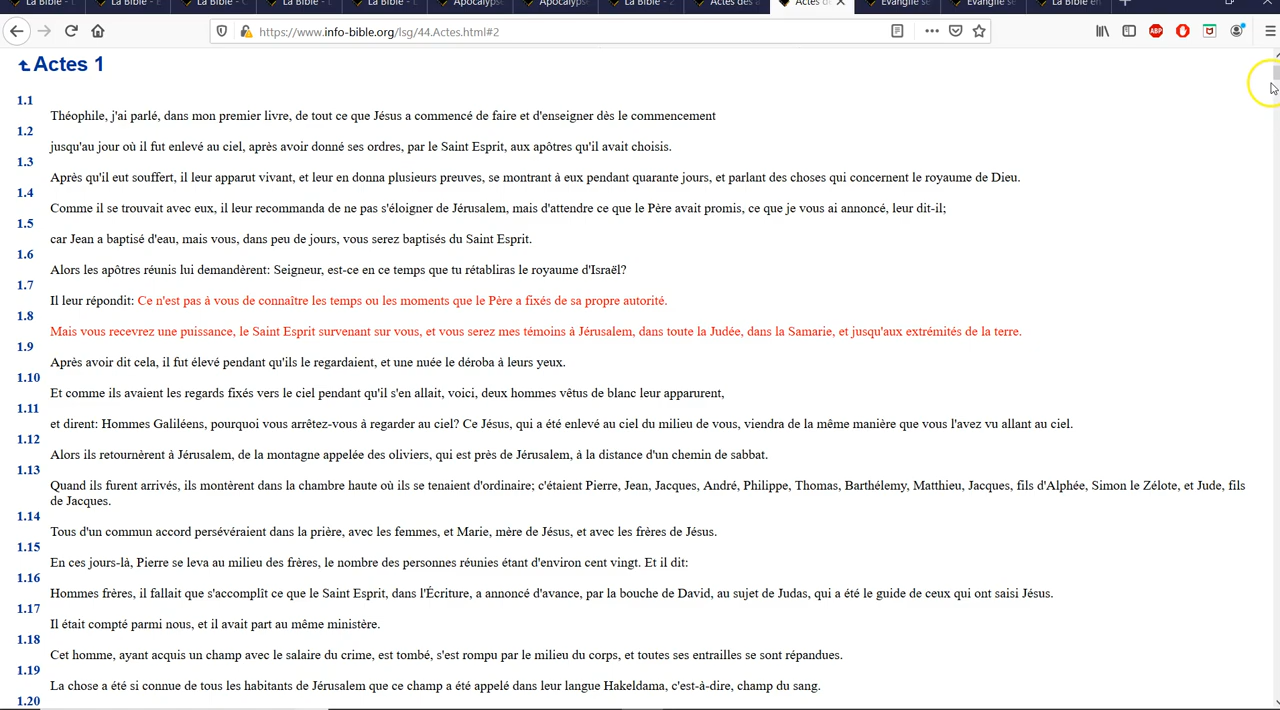 La Bible -
La Bible - E
La Bible - G
La Bible - 
La Bible - 
Apocalyps
Apocalyps
La Bible - 2
Actes des a
Actes d
Évangile se
Évangile se
La Bible en
https://www.info-bible.org/lsg/44.Actes.html#2
Actes 1
1.1
Théophile, j'ai parlé, dans mon premier livre, de tout ce que Jésus a commencé de faire et d'enseigner dès le commencement
1.2
jusqu'au jour où il fut enlevé au ciel, après avoir donné ses ordres, par le Saint Esprit, aux apôtres qu'il avait choisis.
1.3
Après qu'il eut souffert, il leur apparut vivant, et leur en donna plusieurs preuves, se montrant à eux pendant quarante jours, et parlant des choses qui concernent le royaume de Dieu.
1.4
Comme il se trouvait avec eux, il leur recommanda de ne pas s'éloigner de Jérusalem, mais d'attendre ce que le Père avait promis, ce que je vous ai annoncé, leur dit-il;
1.5
car Jean a baptisé d'eau, mais vous, dans peu de jours, vous serez baptisés du Saint Esprit.
1.6
Alors les apôtres réunis lui demandèrent: Seigneur, est-ce en ce temps que tu rétabliras le royaume d'Israël?
1.7
Il leur répondit: Ce n'est pas à vous de connaître les temps ou les moments que le Père a fixés de sa propre autorité.
1.8
Mais vous recevrez une puissance, le Saint Esprit survenant sur vous, et vous serez mes témoins à Jérusalem, dans toute la Judée, dans la Samarie, et jusqu'aux extrémités de la terre.
1.9
Après avoir dit cela, il fut élevé pendant qu'ils le regardaient, et une nuée le déroba à leurs yeux.
1.10
Et comme ils avaient les regards fixés vers le ciel pendant qu'il s'en allait, voici, deux hommes vêtus de blanc leur apparurent,
1.11
et dirent: Hommes Galiléens, pourquoi vous arrêtez-vous à regarder au ciel? Ce Jésus, qui a été enlevé au ciel du milieu de vous, viendra de la même manière que vous l'avez vu allant au ciel.
1.12
Alors ils retournèrent à Jérusalem, de la montagne appelée des oliviers, qui est près de Jérusalem, à la distance d'un chemin de sabbat.
1.13
Quand ils furent arrivés, ils montèrent dans la chambre haute où ils se tenaient d'ordinaire; c'étaient Pierre, Jean, Jacques, André, Philippe, Thomas, Barthélemy, Matthieu, Jacques, fils d'Alphée, Simon le Zélote, et Jude, fils
de Jacques.
1.14
Tous d'un commun accord persévéraient dans la prière, avec les femmes, et Marie, mère de Jésus, et avec les frères de Jésus.
1.15
En ces jours-là, Pierre se leva au milieu des frères, le nombre des personnes réunies étant d'environ cent vingt. Et il dit:
1.16
Hommes frères, il fallait que s'accomplît ce que le Saint Esprit, dans l'Écriture, a annoncé d'avance, par la bouche de David, au sujet de Judas, qui a été le guide de ceux qui ont saisi Jésus.
1.17
Il était compté parmi nous, et il avait part au même ministère.
1.18
Cet homme, ayant acquis un champ avec le salaire du crime, est tombé, s'est rompu par le milieu du corps, et toutes ses entrailles se sont répandues.
1.19
La chose a été si connue de tous les habitants de Jérusalem que ce champ a été appelé dans leur langue Hakeldama, c'est-à-dire, champ du sang.
1.20